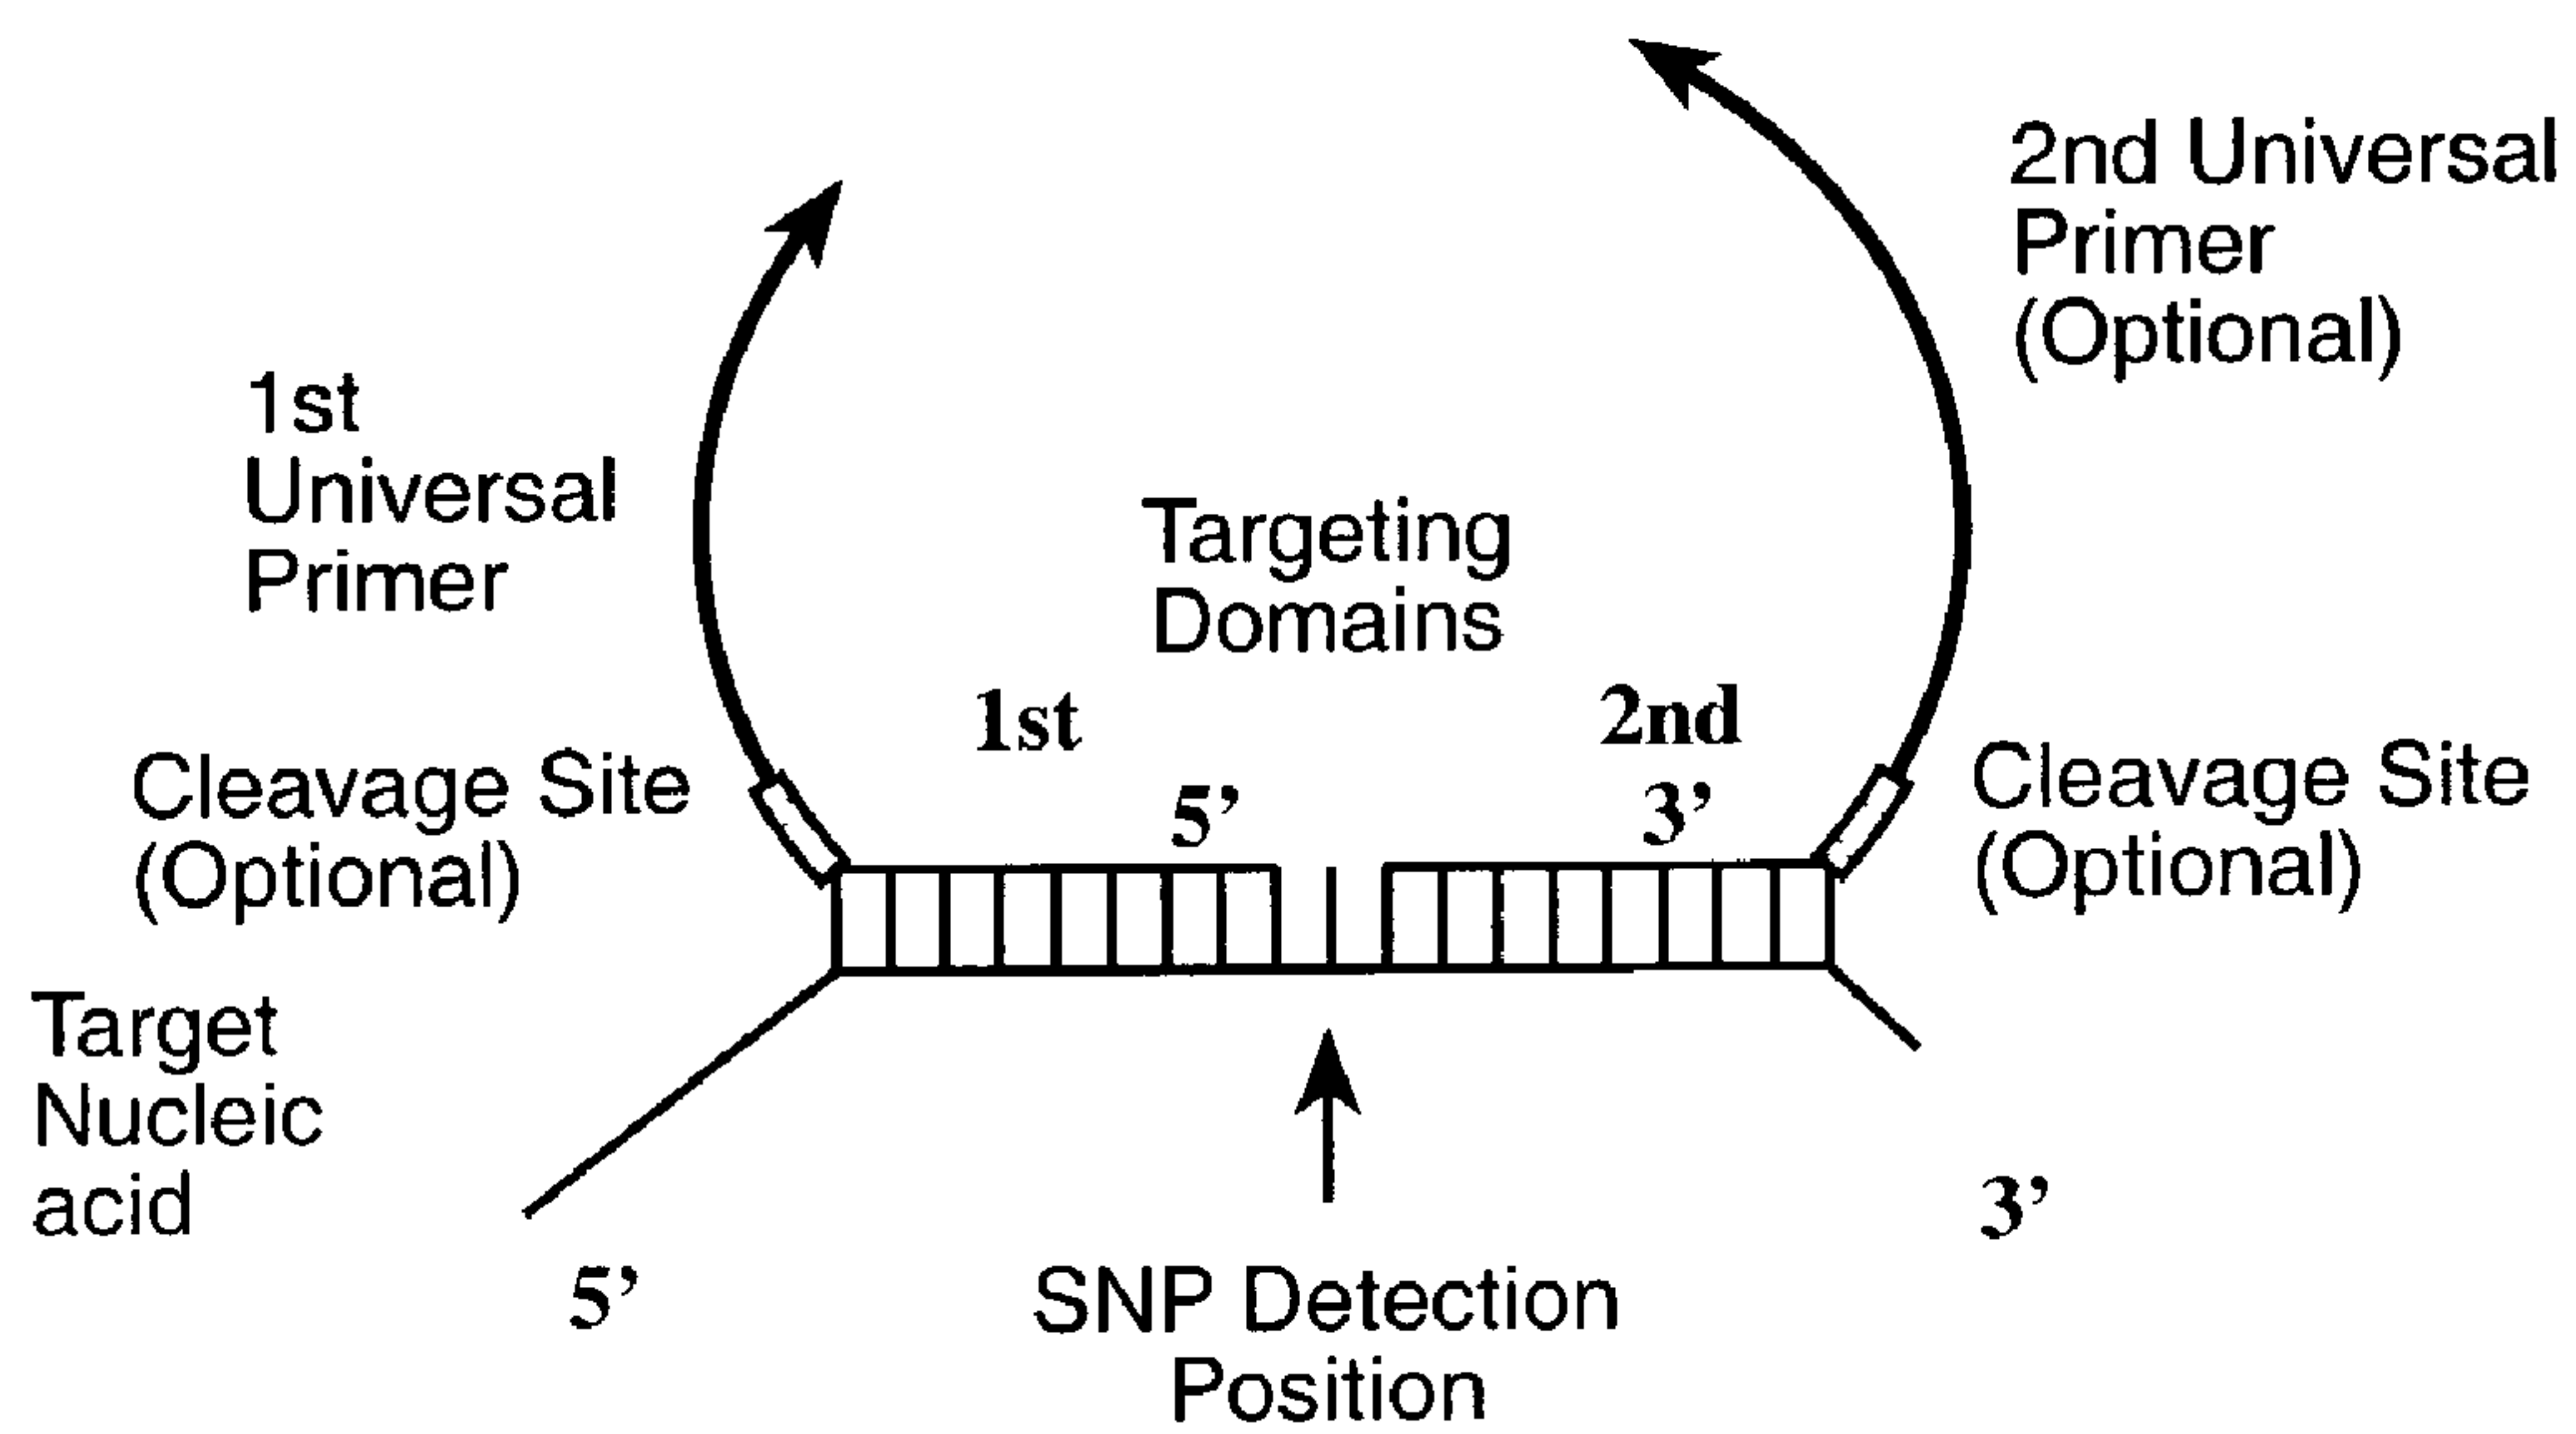 2nd Universal
Primer
(Optional)
1st
Universal
Primer
Targeting
Domains
1st
2nd
5’
3’
Cleavage Site
(Optional)
Cleavage Site
(Optional)
Target
Nucleic
acid
5’
3’
SNP Detection
Position